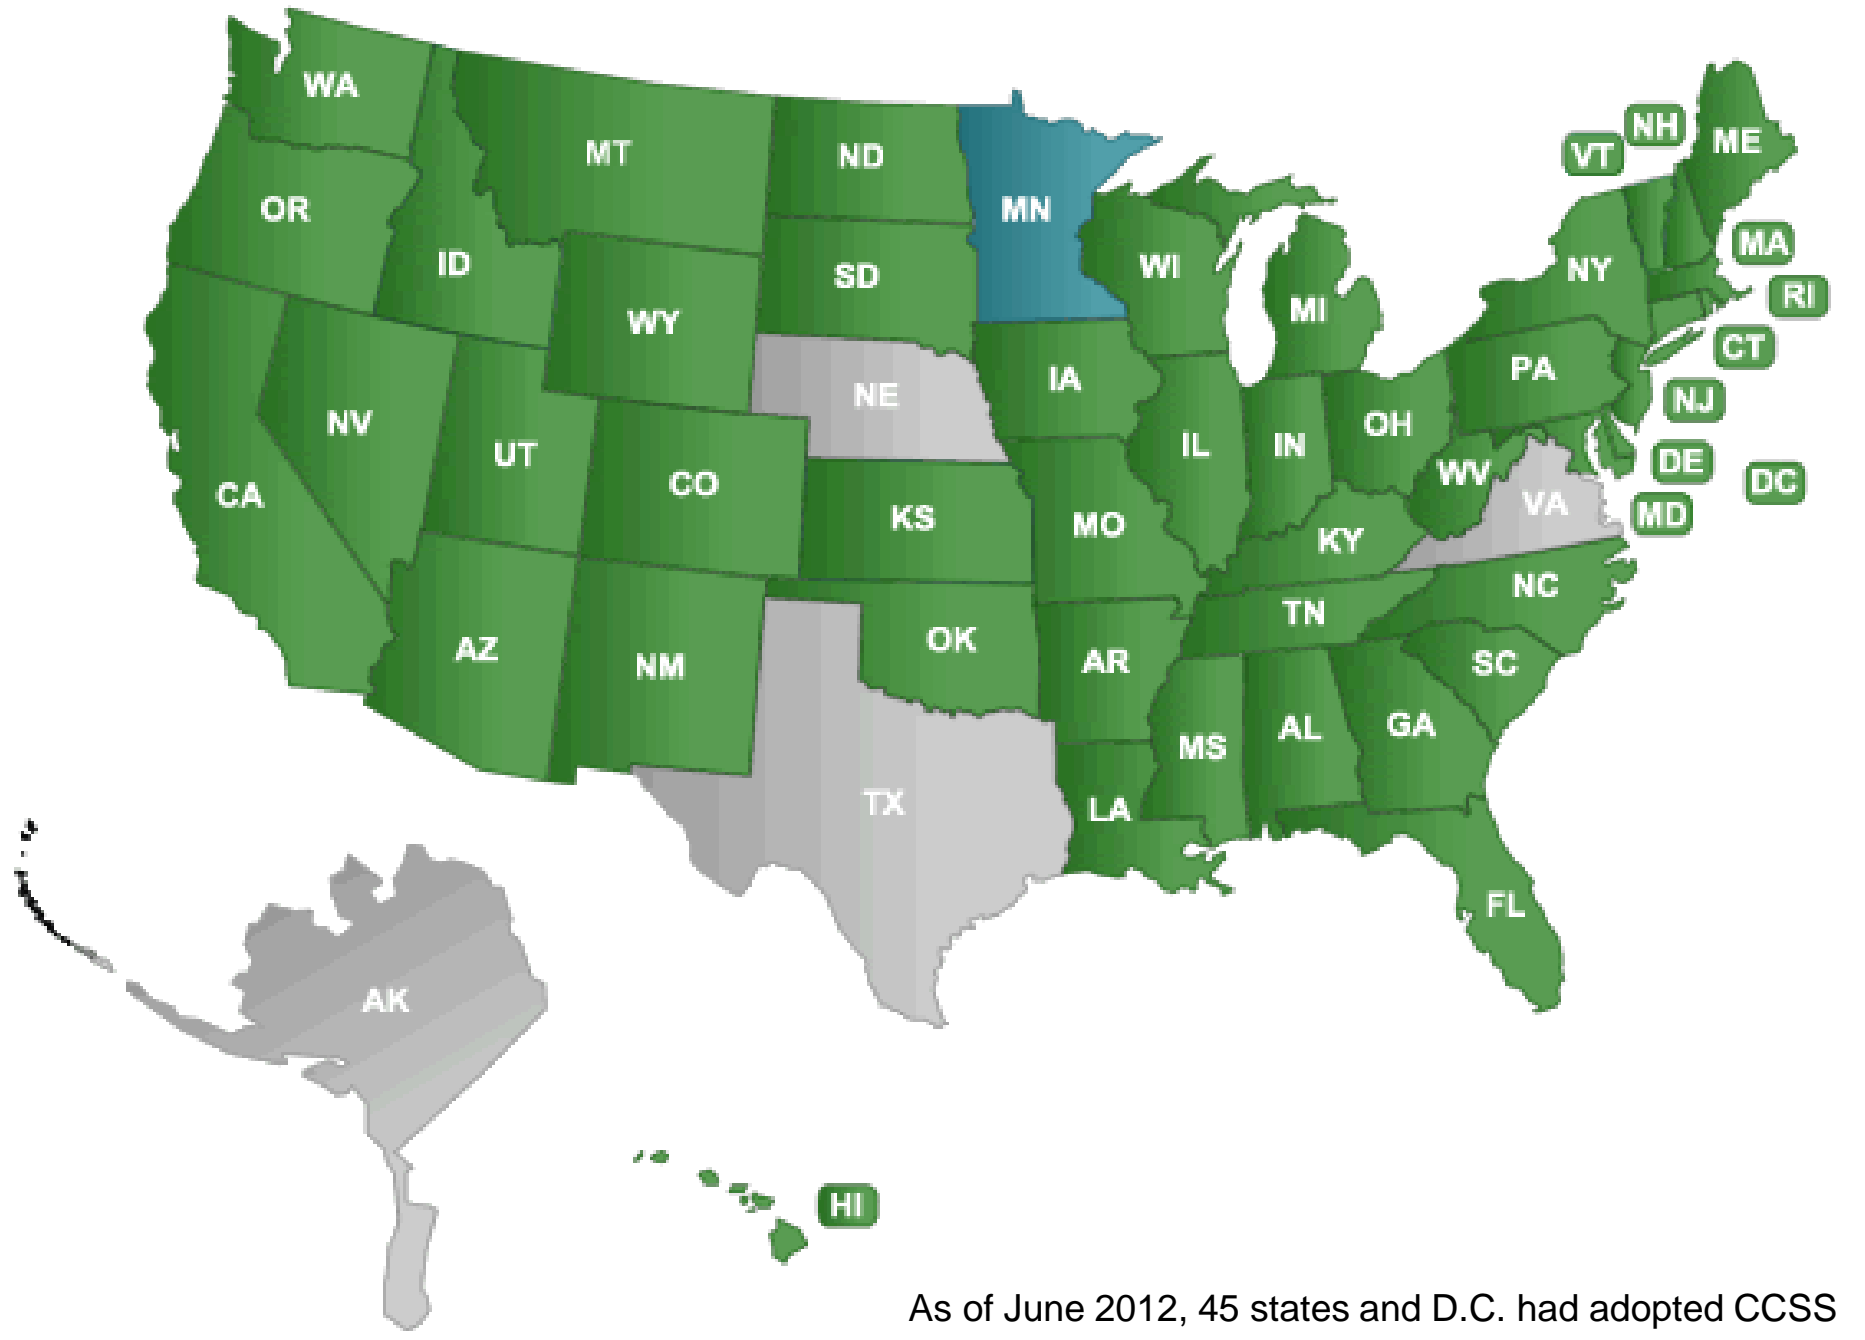 WA
MT
ND
MN
OR
ID
SD
WI
WY
MI
NY
VT
NH
ME
MA
RI
CT
NJ
PA
NE
IA
NV
UT
CO
CA
KS
MO
IL
IN
OH
WV
VA
DE
DC
MD
KY
NC
TN
AZ
NM
OK
AR
SC
MS
AL
GA
LA
TX
FL
AK
HI
As of June 2012, 45 states and D.C. had adopted CCSS